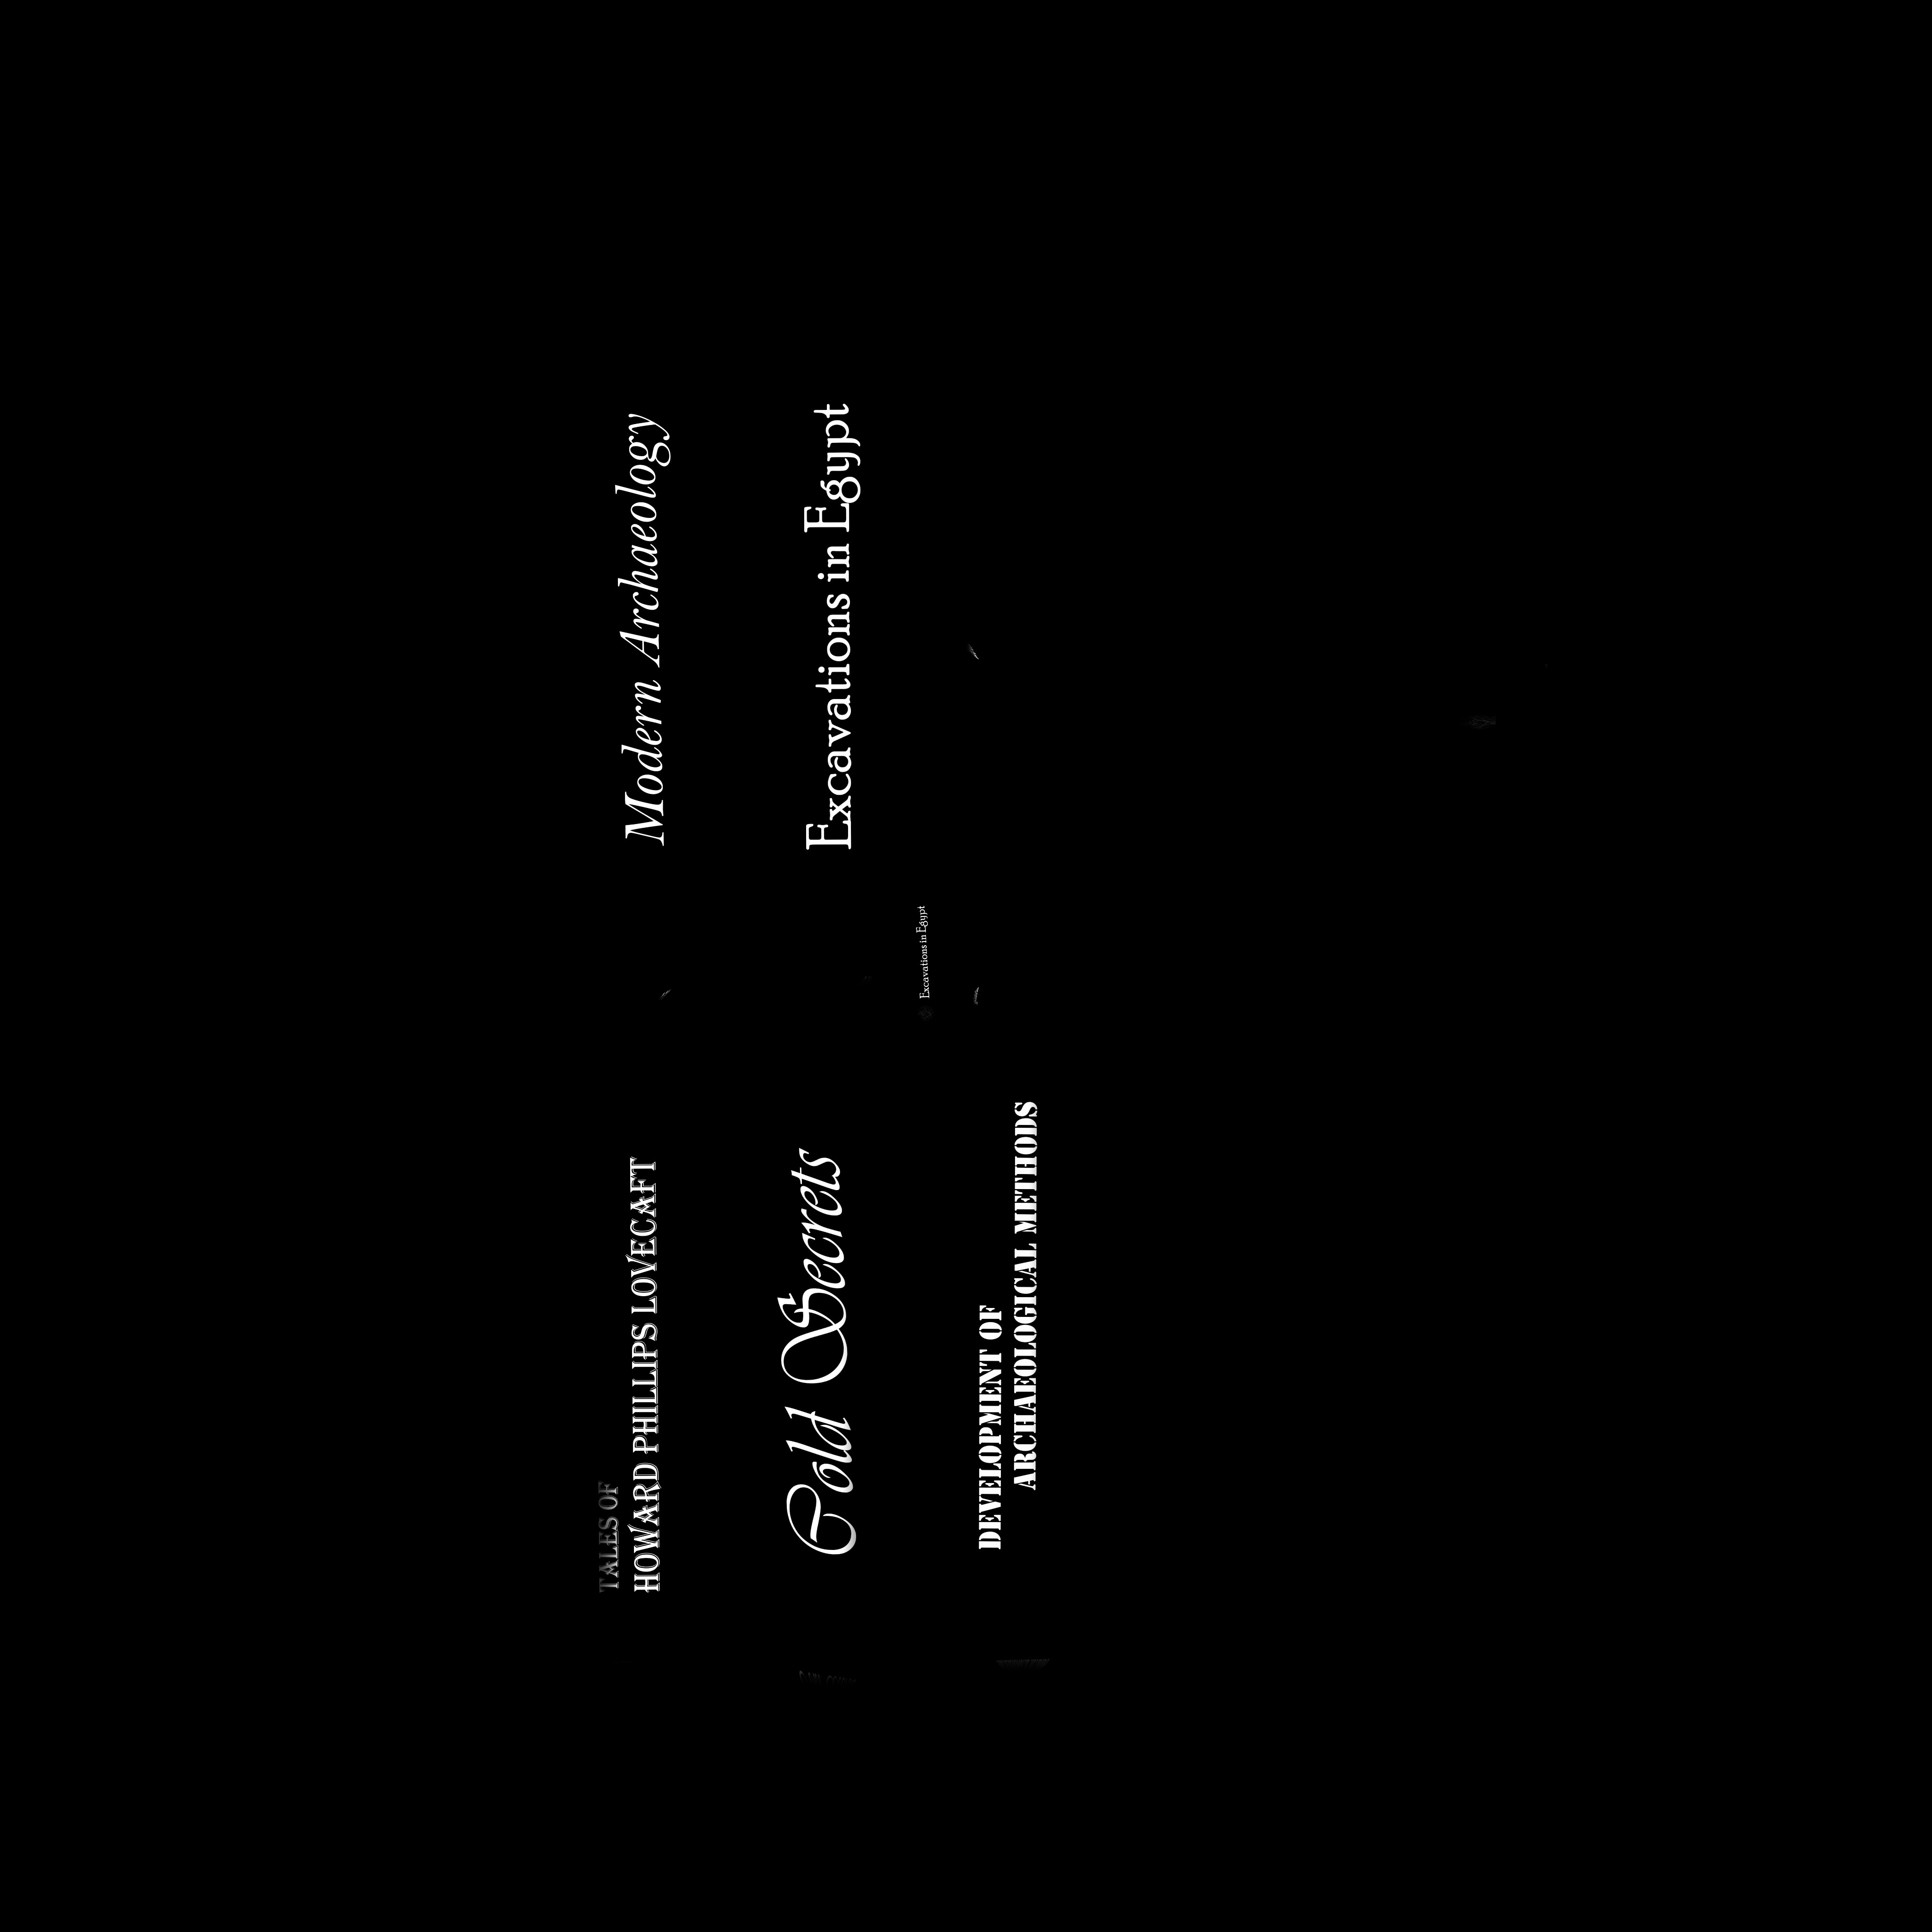 Modern Archaeology
Excavations in Egypt
Excavations in Egypt
TALES OF
HOWARD PHILLIPS LOVECAFT
Cold Secrets
DEVELOPMENT OF
ARCHAEOLOGICAL METHODS